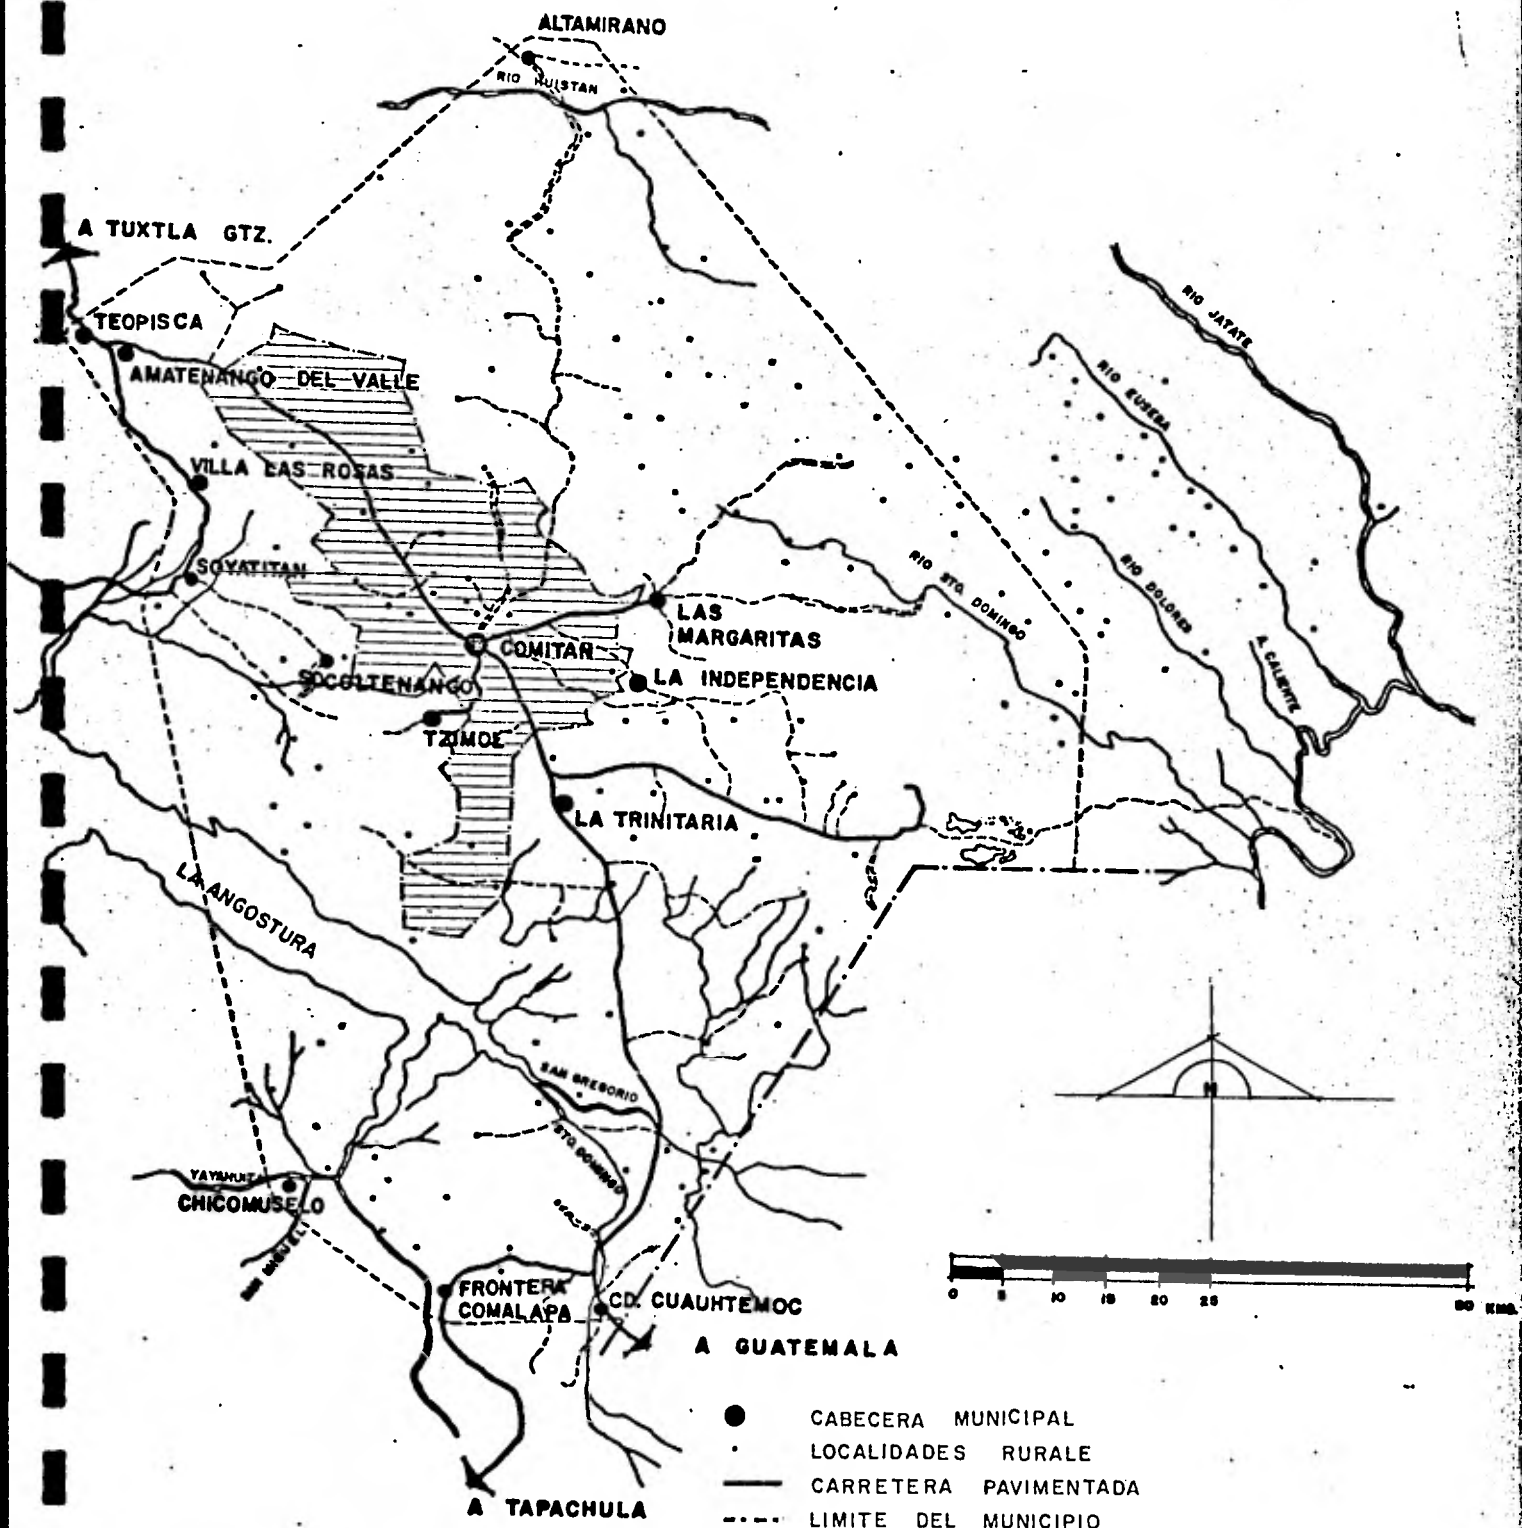 ALTAMIRANO
RIO HUISTAN
A TUXTLA GTZ.
TEOPISCA
AMATENANGO DEL VALLE
RIO JATATE
RIO EUSEBA
VILLA LAS ROSAS
SOYATITAN
RIO STO. DOMINGO
RIO DOLORES
LAS
MARGARITAS
COMITAN
A. CALIENTE
SOCOLTENANGO
LA INDEPENDENCIA
TZIMOL
LA TRINITARIA
LA ANGOSTURA
SAN GREGORIO
N
STO. DOMINGO
YAYAHUITA
CHICOMUSELO
SAN MIGUEL
FRONTERA
COMALAPA
CD. CUAUHTEMOC
0 5 10 15 20 25 50 KMS.
A GUATEMALA
CABECERA MUNICIPAL
LOCALIDADES RURALE
CARRETERA PAVIMENTADA
A TAPACHULA
LIMITE DEL MUNICIPIO